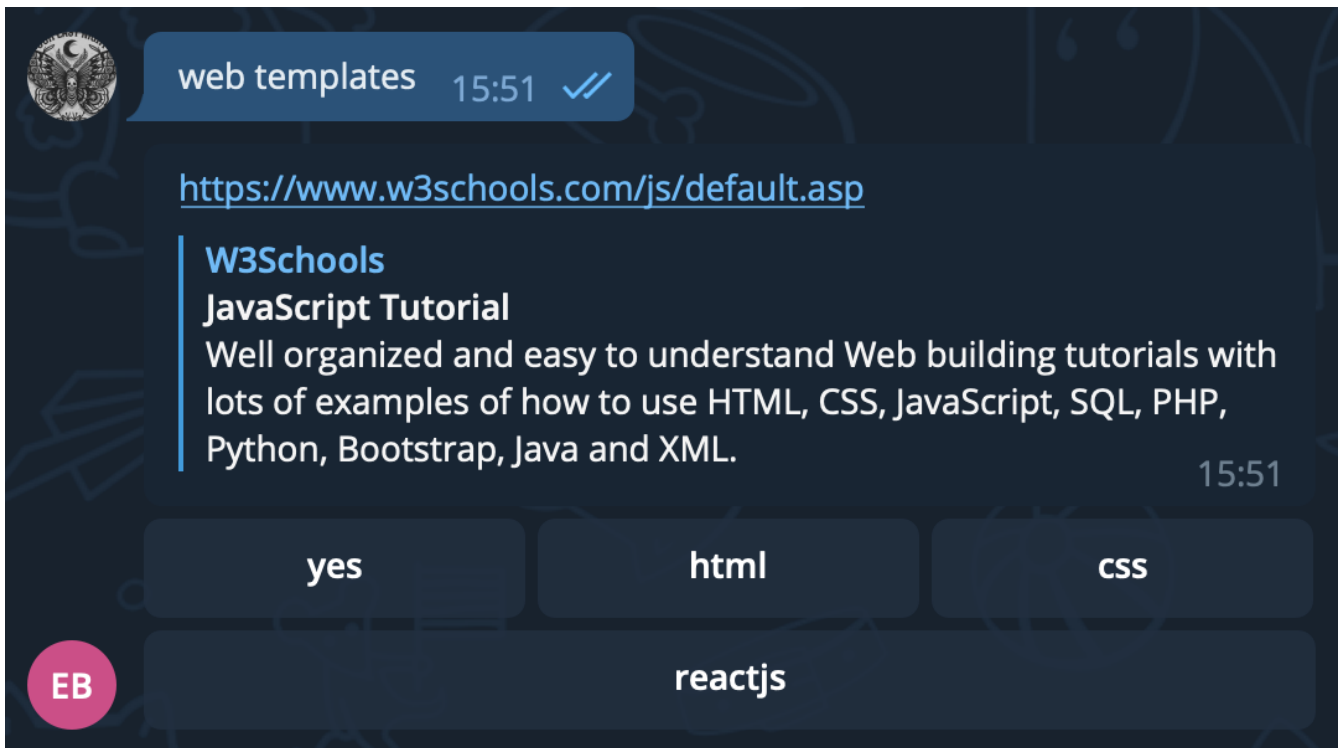 web templates 15:51
https://www.w3schools.com/js/default.asp
W3Schools
JavaScript Tutorial
Well organized and easy to understand Web building tutorials with
lots of examples of how to use HTML, CSS, JavaScript, SQL, PHP,
Python, Bootstrap, Java and XML.
15:51
yes html css
reactjs
EB